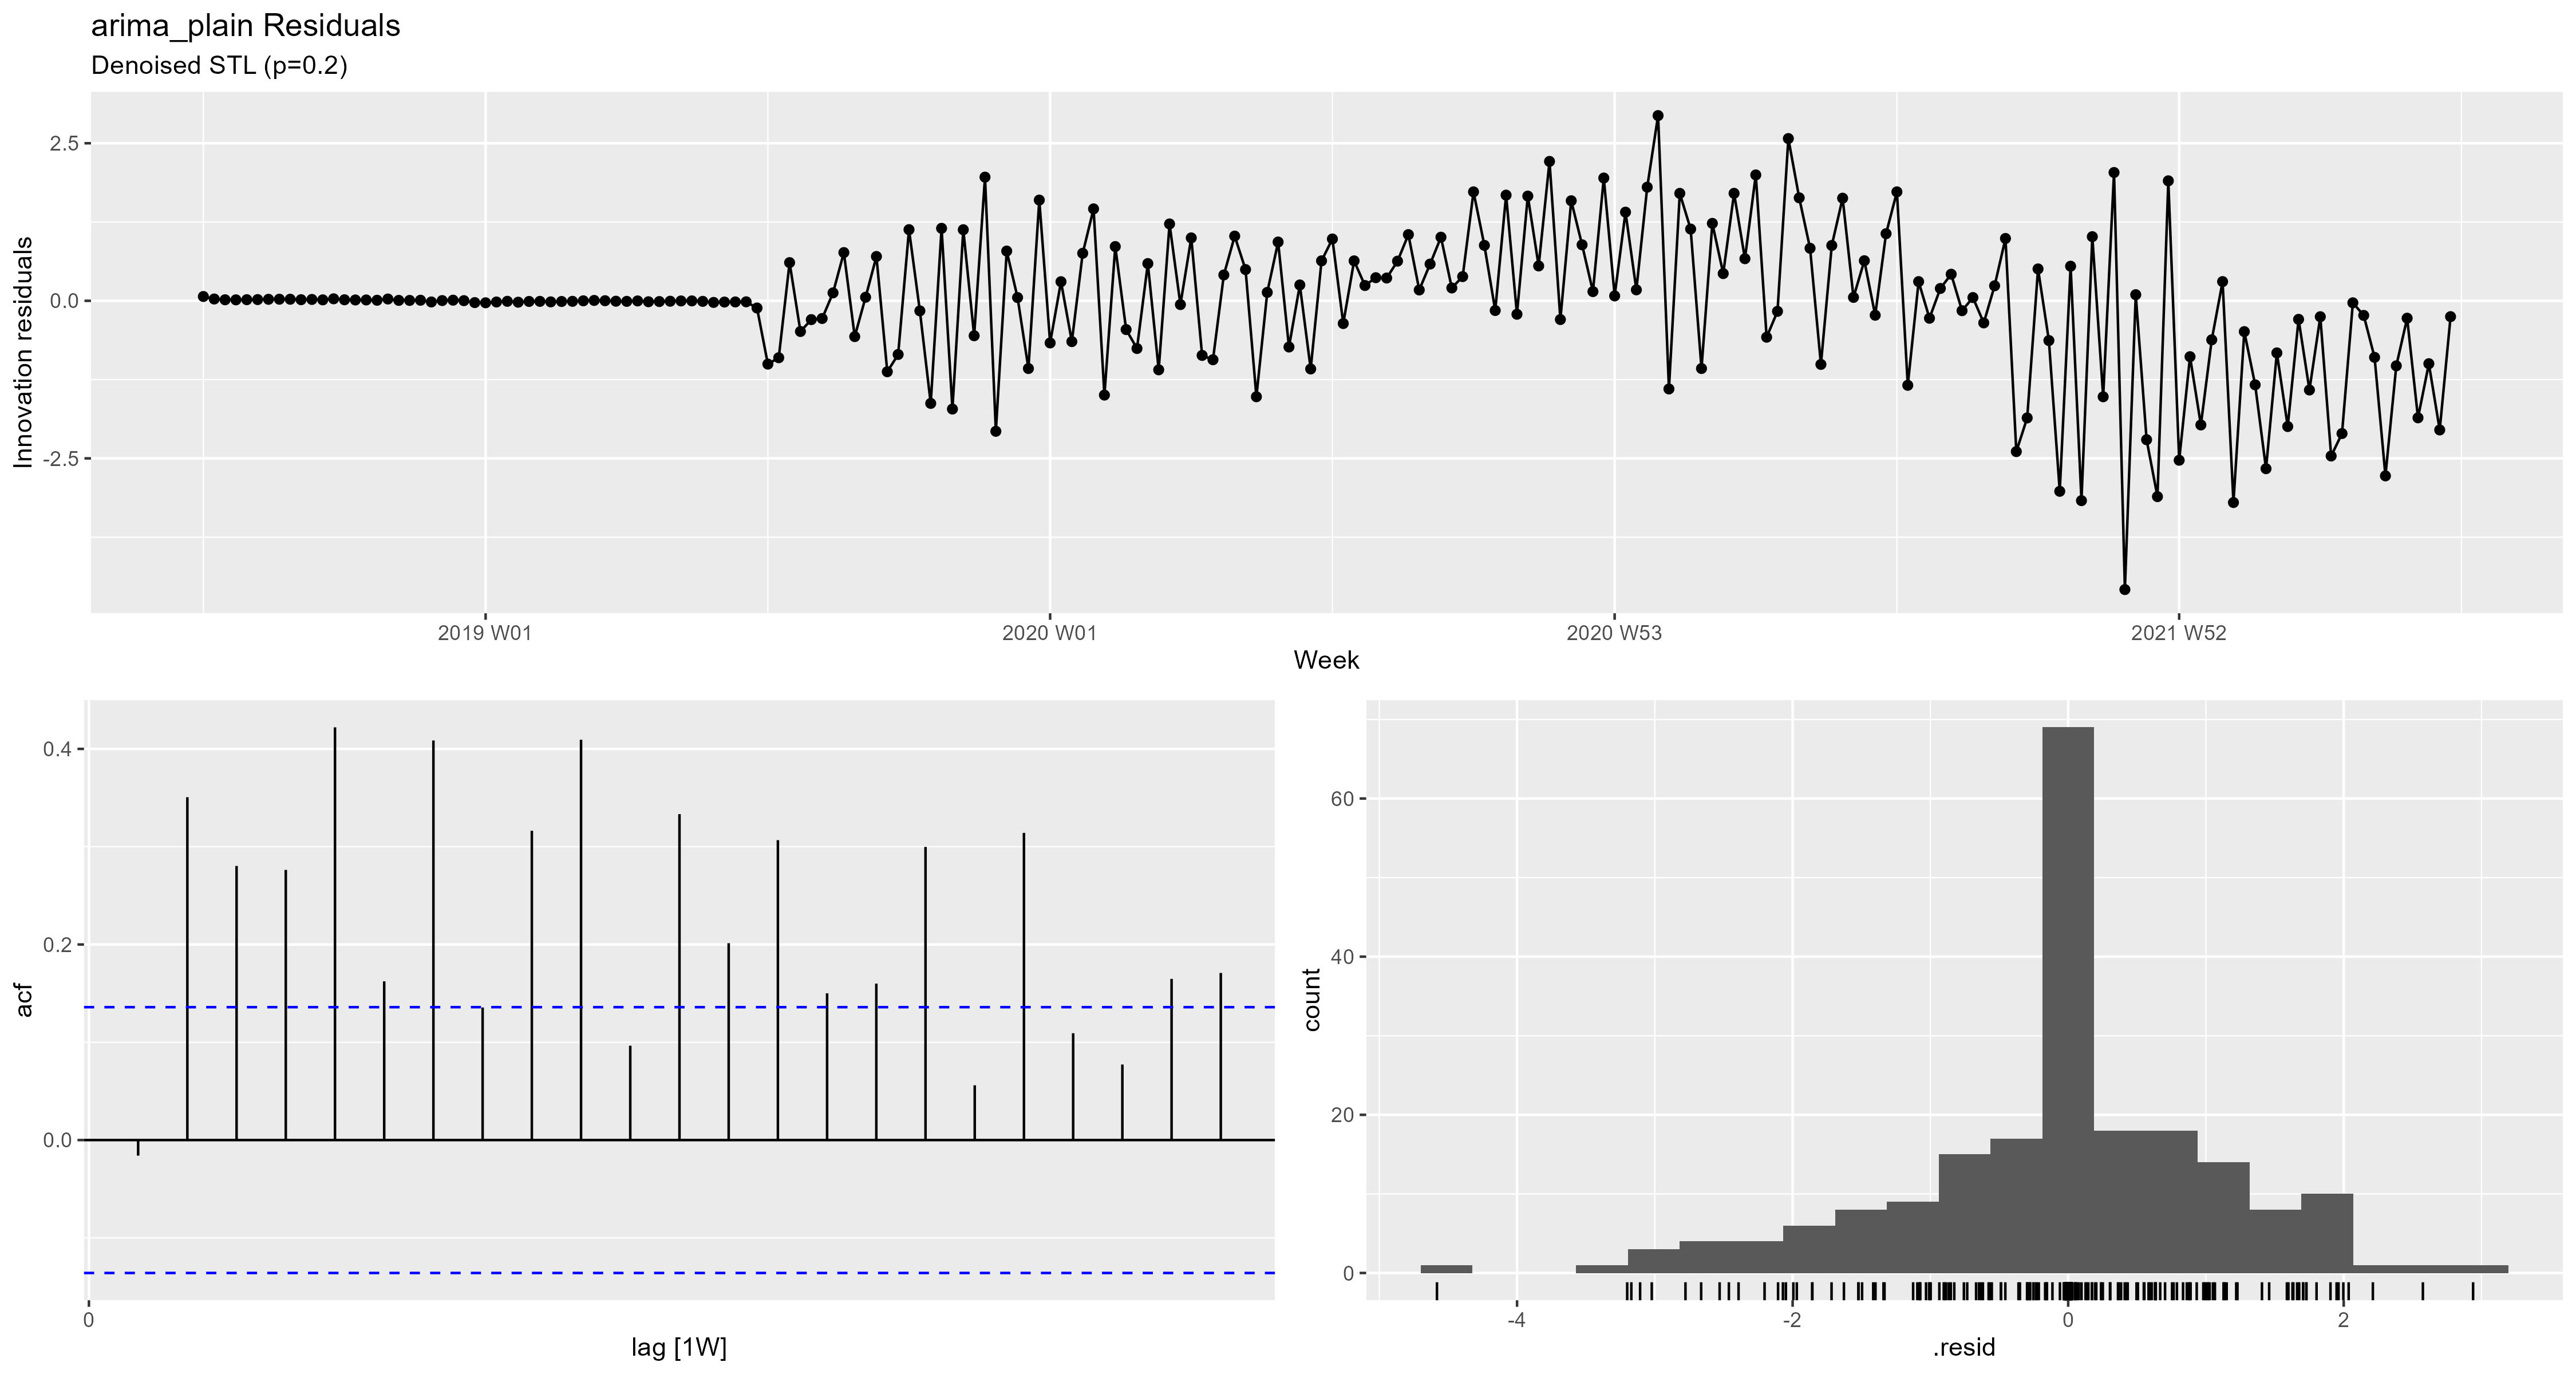 arima_plain Residuals
Denoised STL (p=0.2)
Innovation residuals
2.5
0.0
-2.5
2019 W01
2020 W01
2020 W53
2021 W52
Week
acf
0.4
0.2
0.0
0
lag [1W]
count
60
40
20
0
-4
-2
0
2
.resid